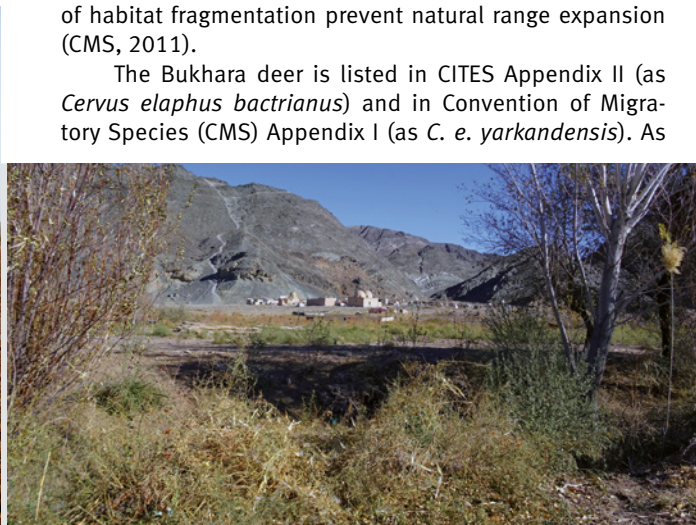 of habitat fragmentation prevent natural range expansion
(CMS, 2011).
The Bukhara deer is listed in CITES Appendix II (as
Cervus elaphus bactrianus) and in Convention of Migra-
tory Species (CMS) Appendix I (as C. e. yarkandensis). As